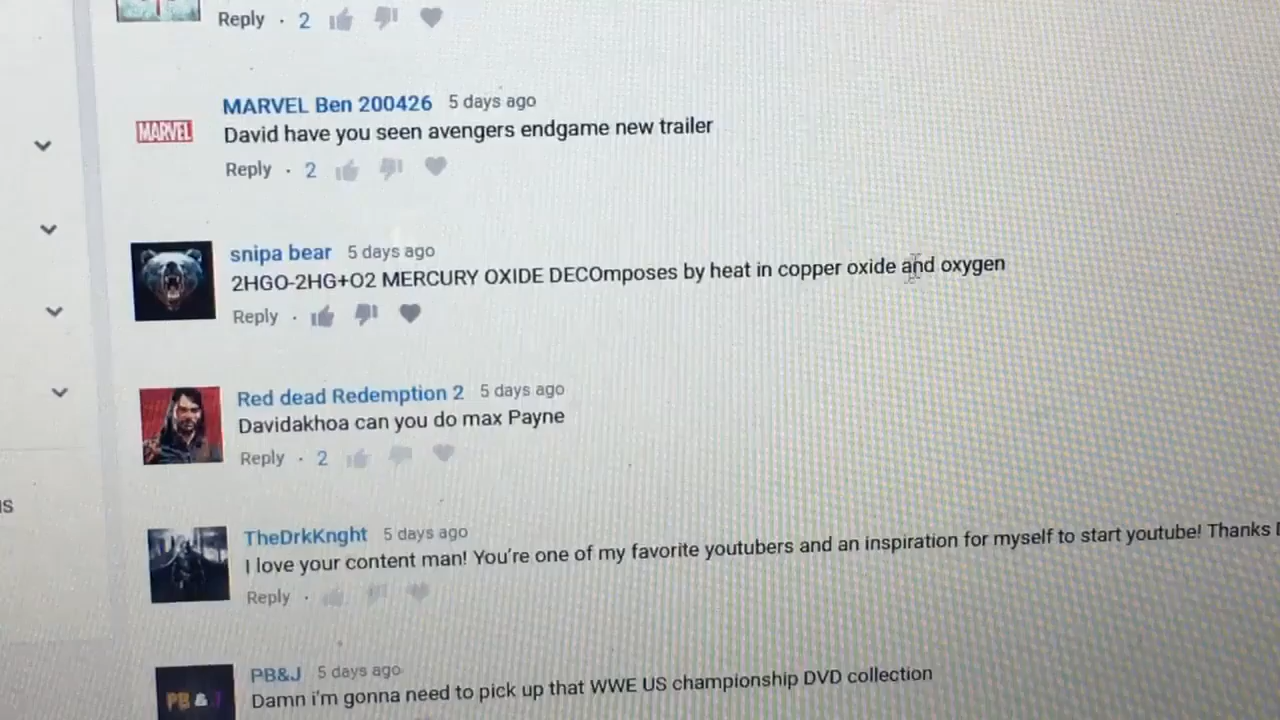 Reply · 2
MARVEL Ben 200426 5 days ago
MARVEL
David have you seen avengers endgame new trailer
Reply · 2
snipa bear 5 days ago
2HGO-2HG+O2 MERCURY OXIDE DECOmposes by heat in copper oxide and oxygen
Reply ·
Red dead Redemption 2 5 days ago
Davidakhoa can you do max Payne
Reply · 2
TheDrkKnght 5 days ago
I love your content man! You're one of my favorite youtubers and an inspiration for myself to start youtube! Thanks
Reply ·
PB&J 5 days ago
PB & J
Damn i'm gonna need to pick up that WWE US championship DVD collection